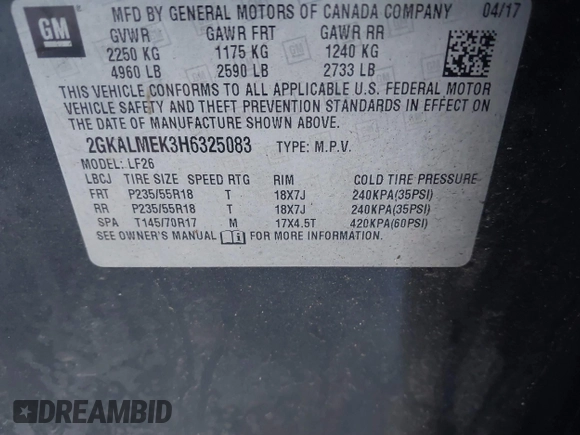 GM
MFD BY GENERAL MOTORS OF CANADA COMPANY 04/17
GVWR GAWR FRT GAWR RR
2250 KG 1175 KG 1240 KG
4960 LB 2590 LB 2733 LB
THIS VEHICLE CONFORMS TO ALL APPLICABLE U.S. FEDERAL MOTOR
VEHICLE SAFETY AND THEFT PREVENTION STANDARDS IN EFFECT ON
THE DATE OF MANUFACTURE SHOWN ABOVE.
2GKALMEK3H6325083 TYPE: M.P.V.
MODEL: LF26
LBCJ TIRE SIZE SPEED RTG RIM COLD TIRE PRESSURE
FRT P235/55R18 T 18X7J 240KPA(35PSI)
RR P235/55R18 T 18X7J 240KPA(35PSI)
SPA T145/70R17 M 17X4.5T 420KPA(60PSI)
SEE OWNER'S MANUAL FOR MORE INFORMATION.
DREAMBID